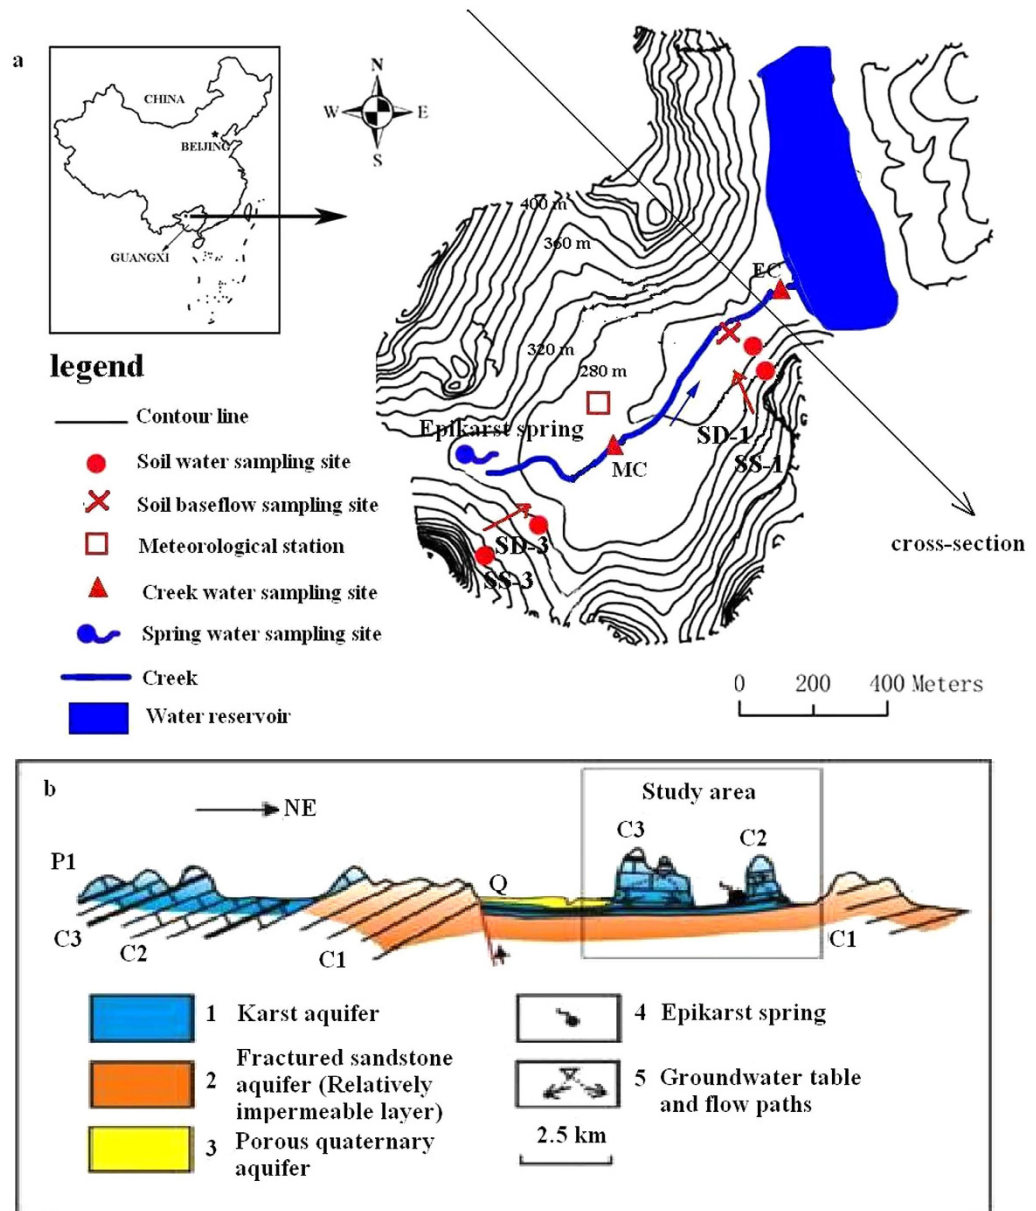 a
CHINA
BEIJING
GUANGXI
N
W
E
S
400 m
360 m
EC
320 m
280 m
legend
Contour line
Epikarst spring
SD-1
Soil water sampling site
MC
SS-1
Soil baseflow sampling site
Meteorological station
SD-3
cross-section
SS-3
Creek water sampling site
Spring water sampling site
Creek
0 200 400 Meters
Water reservoir
b
NE
Study area
C3
C2
P1
Q
C3
C2
C1
C1
1 Karst aquifer
2 Fractured sandstone
aquifer (Relatively
impermeable layer)
3 Porous quaternary
aquifer
4 Epikarst spring
5 Groundwater table
and flow paths
2.5 km